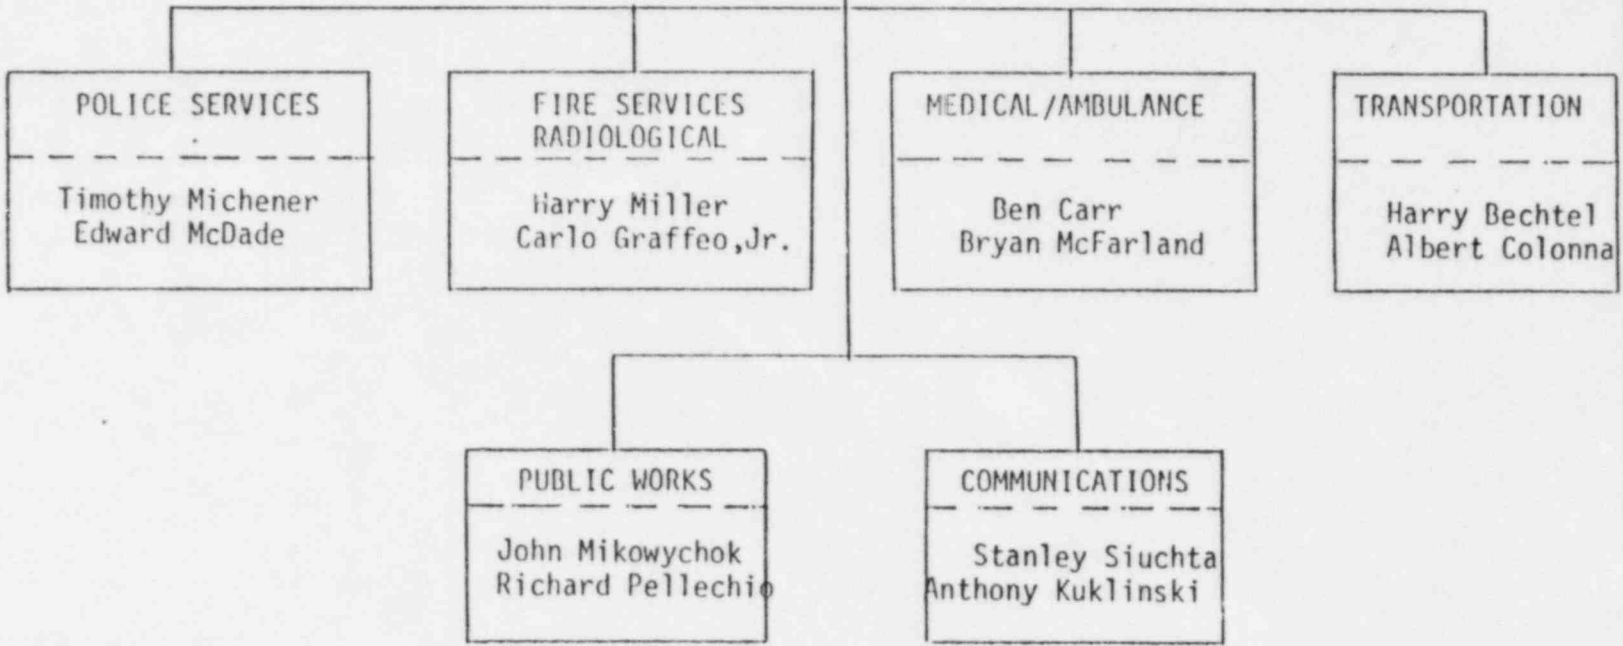 POLICE SERVICES
Timothy Michener
Edward McDade
FIRE SERVICES
RADIOLOGICAL
Harry Miller
Carlo Graffeo,Jr.
MEDICAL/AMBULANCE
Ben Carr
Bryan McFarland
TRANSPORTATION
Harry Bechtel
Albert Colonna
PUBLIC WORKS
John Mikowychok
Richard Pellechio
COMMUNICATIONS
Stanley Siuchta
Anthony Kuklinski